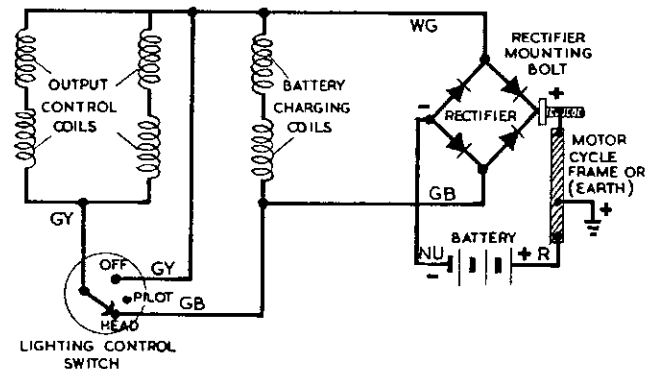 WG
RECTIFIER
MOUNTING
BOLT
OUTPUT
CONTROL
COILS
BATTERY
CHARGING
COILS
-
RECTIFIER
+
MOTOR
CYCLE
FRAME OR
(EARTH)
+
GY
GB
OFF
GY
PILOT
GB
HEAD
BATTERY
NU
-
+ R
LIGHTING CONTROL
SWITCH